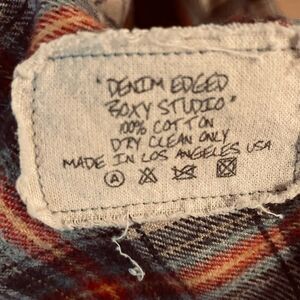 "DENIM EDGED
BOXY STUDIO"
100% COTTON
DRY CLEAN ONLY
MADE IN LOS ANGELES USA
A